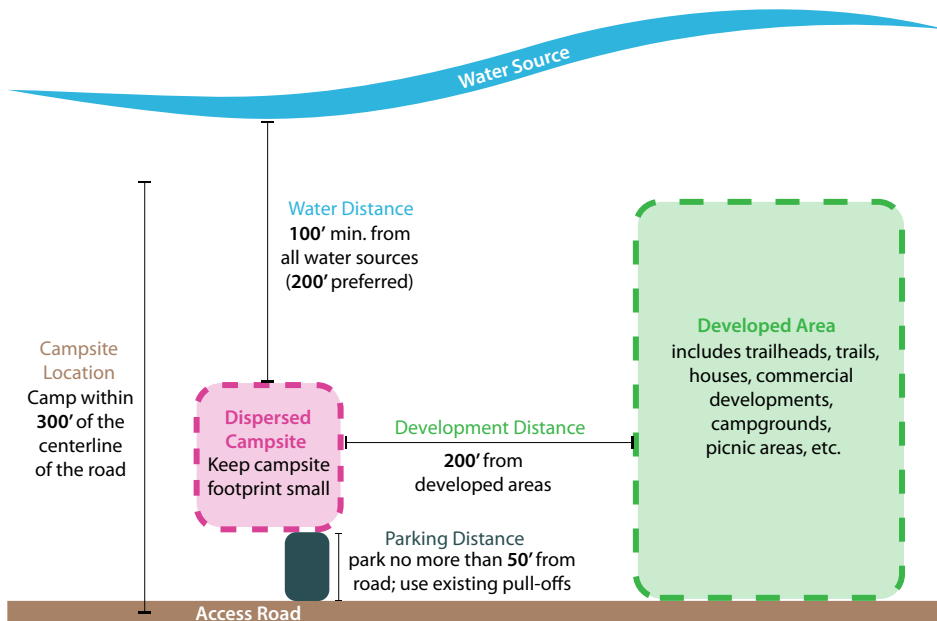 Water Source
Water Distance
100’ min. from
all water sources
(200’ preferred)
Campsite
Location
Camp within
300’ of the
centerline
of the road
Dispersed
Campsite
Keep campsite
footprint small
Development Distance
200’ from
developed areas
Developed Area
includes trailheads, trails,
houses, commercial
developments,
campgrounds,
picnic areas, etc.
Parking Distance
park no more than 50’ from
road; use existing pull-offs
Access Road